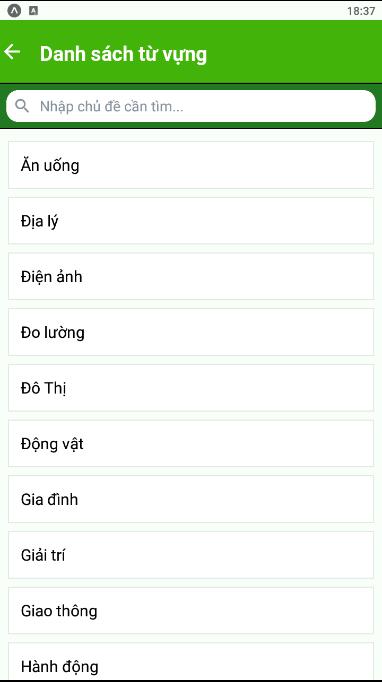 18:37
Danh sách từ vựng
Nhập chủ đề cần tìm...
Ăn uống
Địa lý
Điện ảnh
Đo lường
Đô Thị
Động vật
Gia đình
Giải trí
Giao thông
Hành động